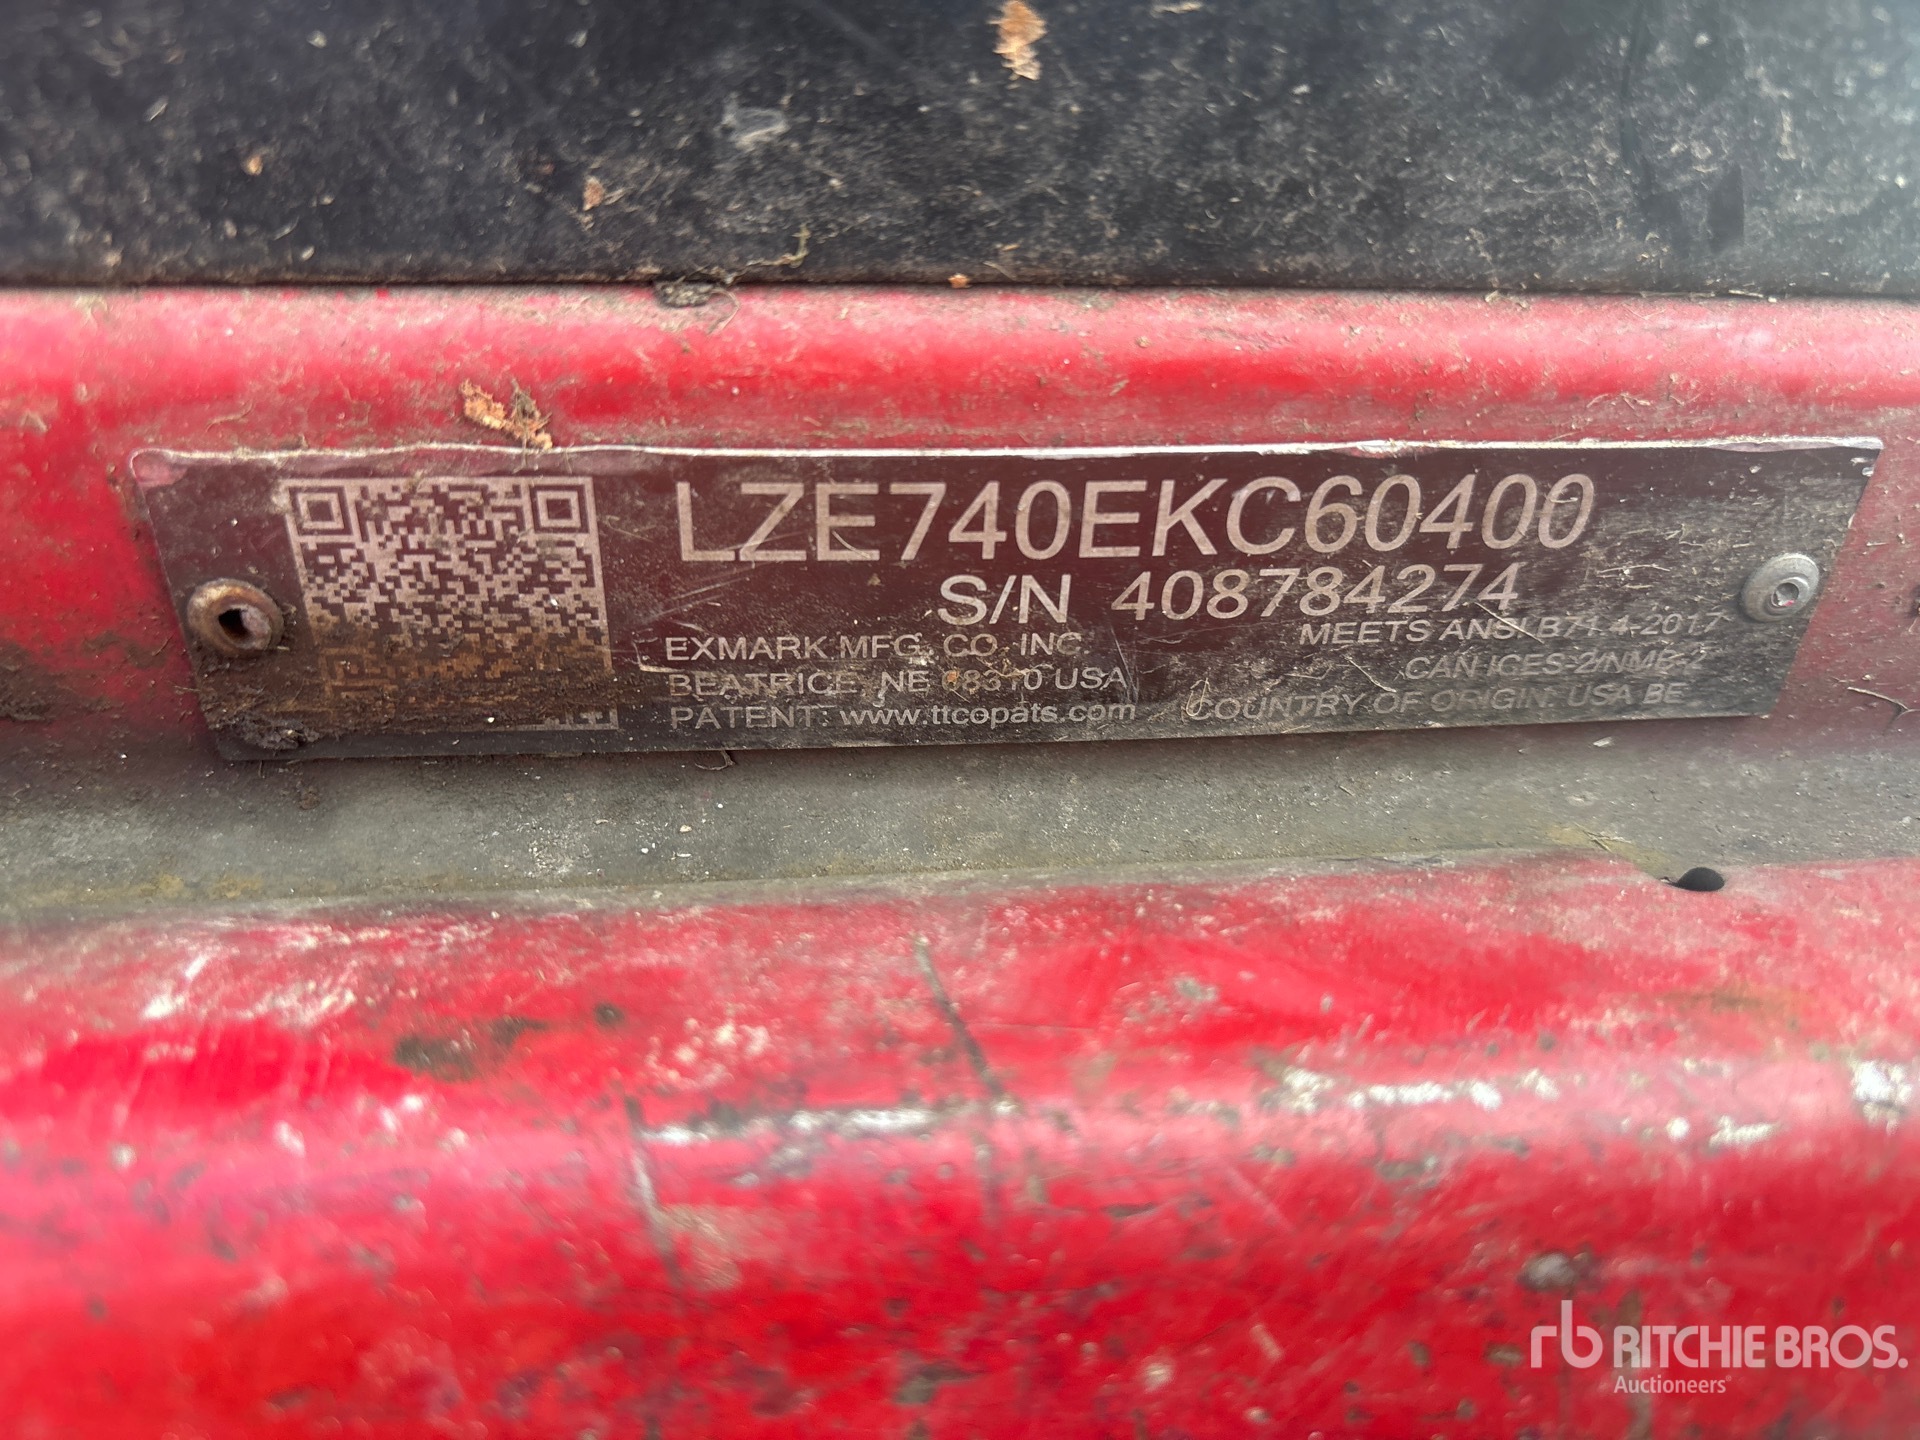 LZE740EKC60400
S/N 408784274
EXMARK MFG. CO. INC.
BEATRICE, NE 68310 USA
PATENT: www.ttcopats.com
MEETS ANSI B71.4-2017
CAN ICES-2/NMB-2
COUNTRY OF ORIGIN: USA BE
rb RITCHIE BROS.
Auctioneers